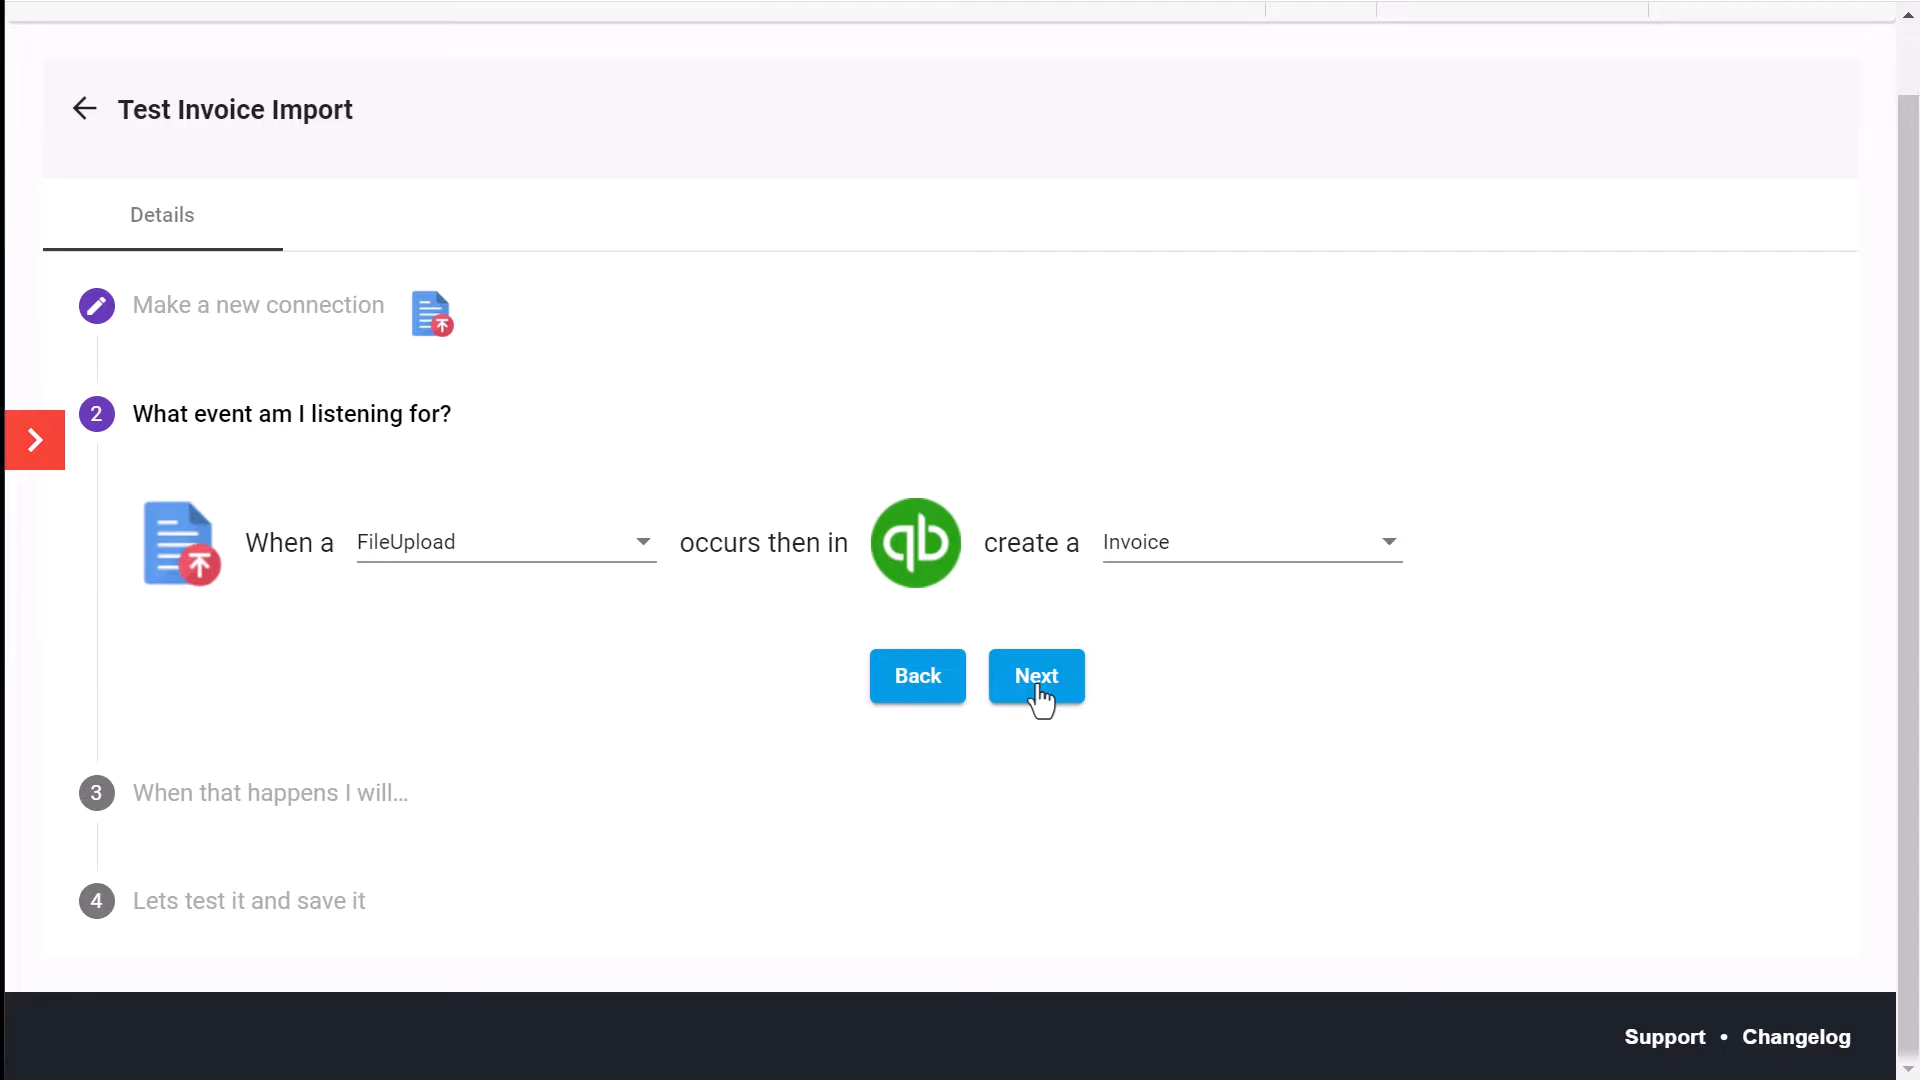 Test Invoice Import
Details
Make a new connection
2 What event am I listening for?
When a FileUpload occurs then in qb create a Invoice
Back Next
3 When that happens I will...
4 Lets test it and save it
Support • Changelog